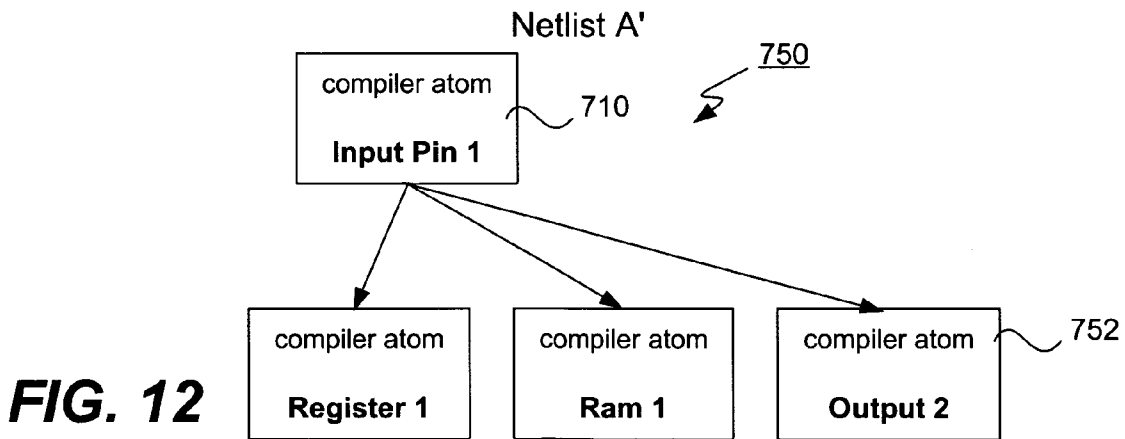 Netlist A'
750
compiler atom
710
Input Pin 1
compiler atom
compiler atom
compiler atom
752
Register 1
Ram 1
Output 2
FIG. 12